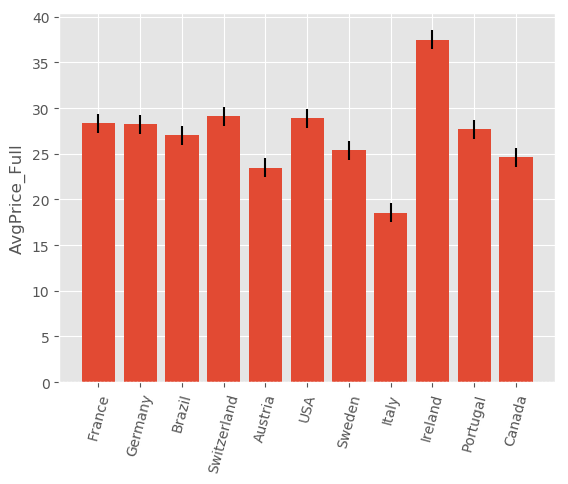 40
35
30
25
20
15
10
5
0
AvgPrice_Full
France
Germany
Brazil
Switzerland
Austria
USA
Sweden
Italy
Ireland
Portugal
Canada